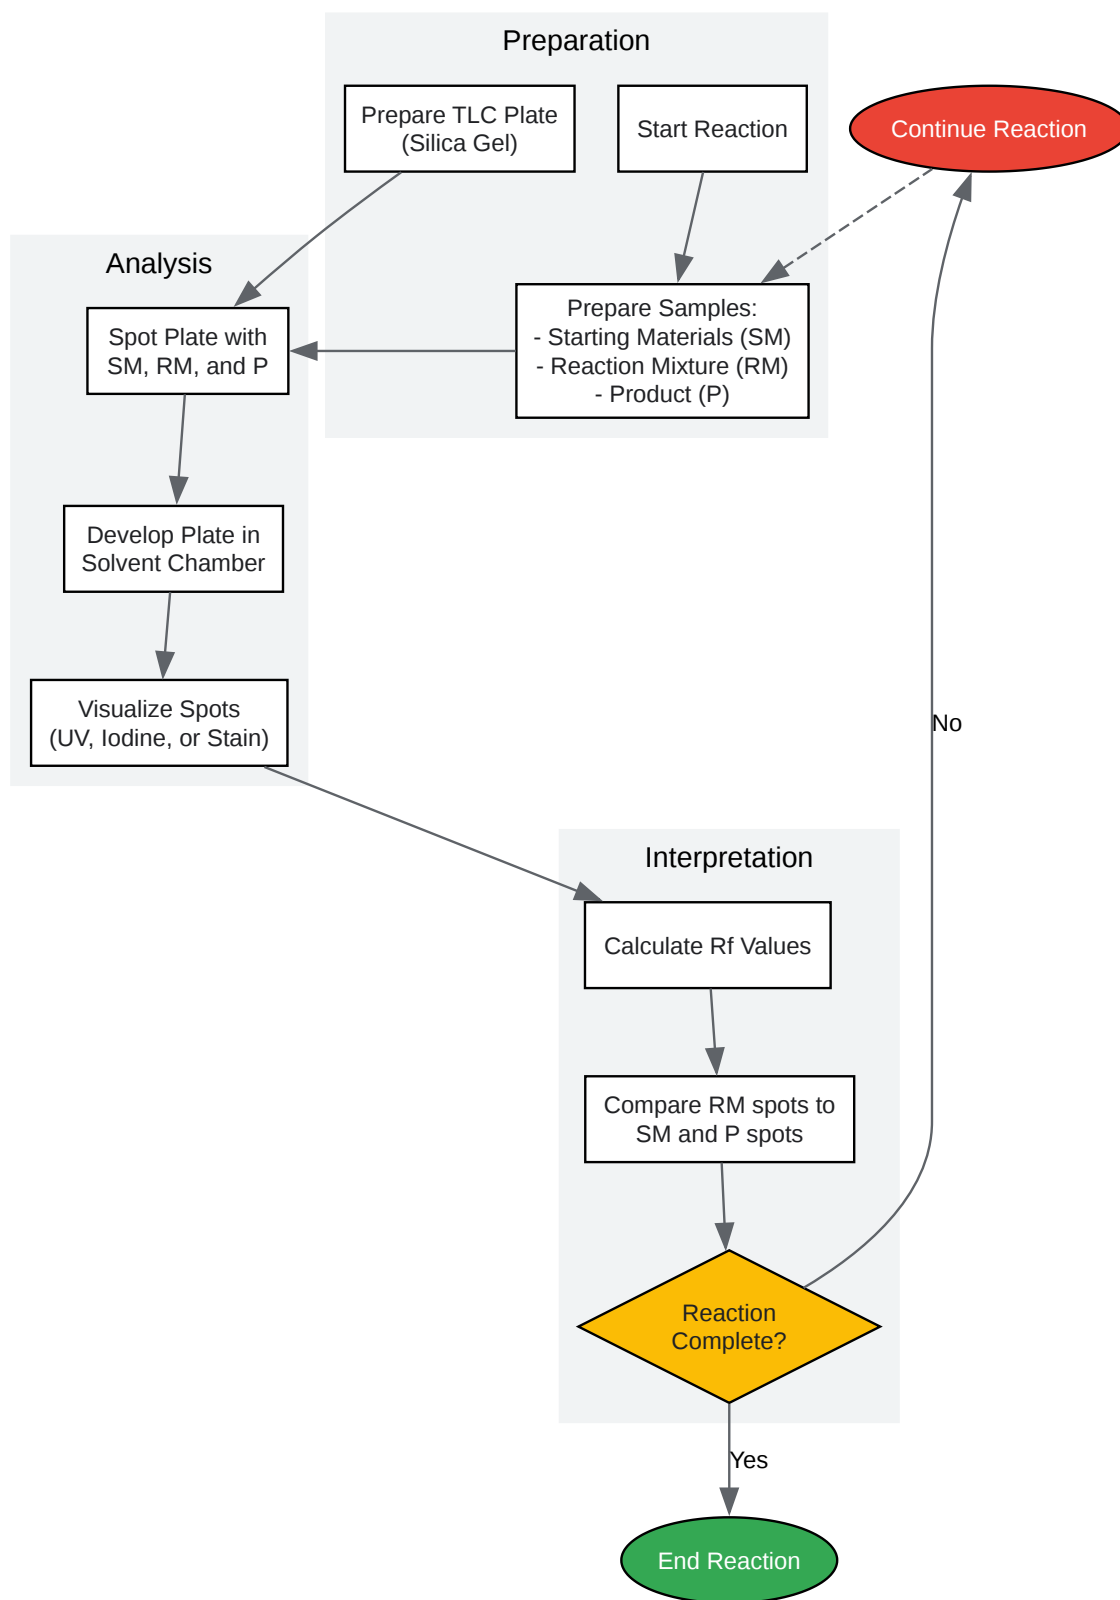 Preparation
Prepare TLC Plate
(Silica Gel)
Start Reaction
Continue Reaction
Prepare Samples:
- Starting Materials (SM)
- Reaction Mixture (RM)
- Product (P)
Analysis
Spot Plate with
SM, RM, and P
Develop Plate in
Solvent Chamber
Visualize Spots
(UV, Iodine, or Stain)
No
Interpretation
Calculate Rf Values
Compare RM spots to
SM and P spots
Reaction
Complete?
Yes
End Reaction